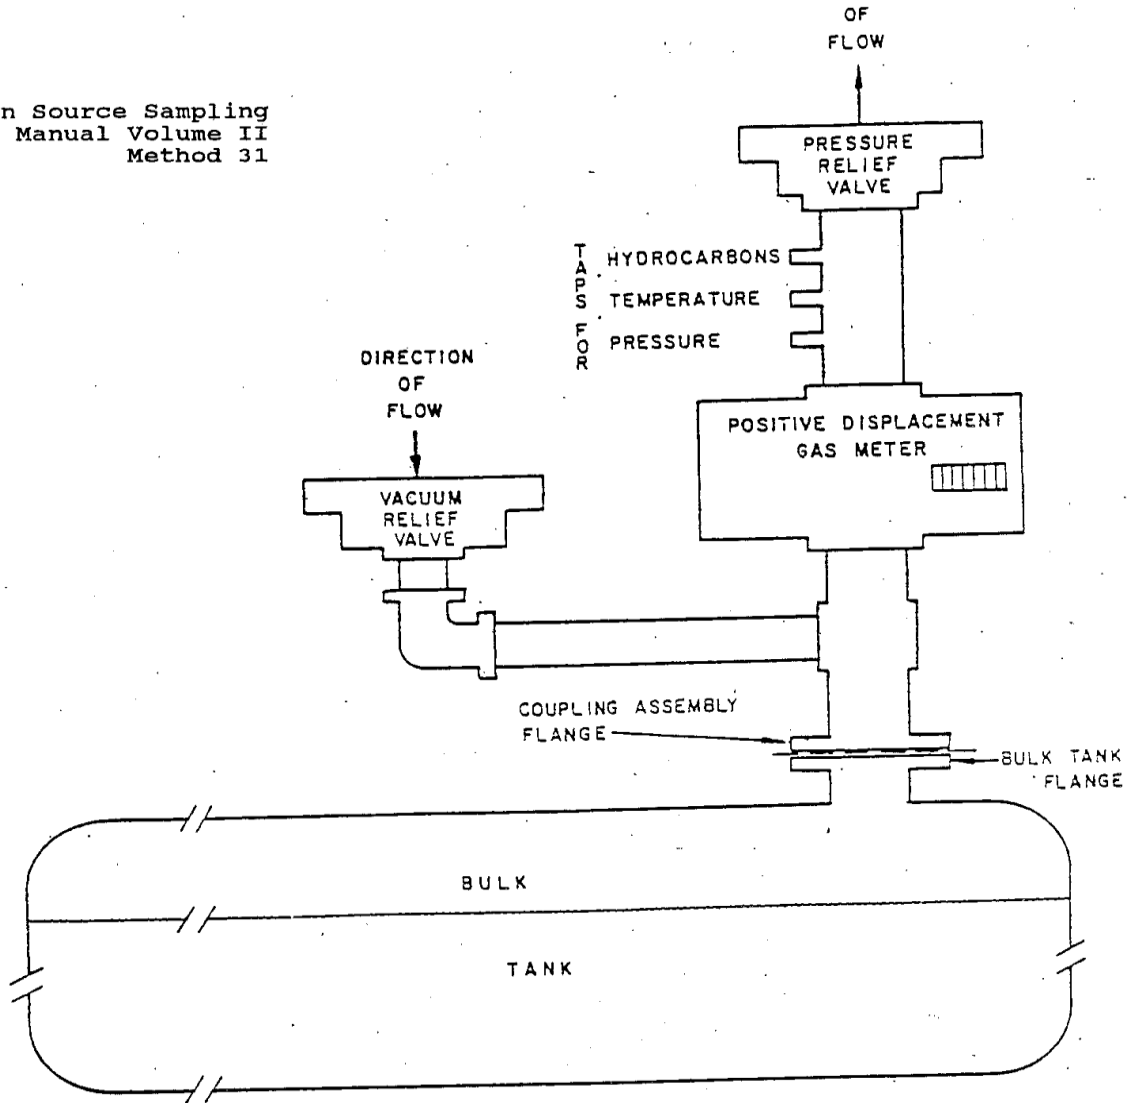 OF
FLOW
n Source Sampling
Manual Volume II
Method 31
PRESSURE
RELIEF
VALVE
TAPS FOR
HYDROCARBONS
TEMPERATURE
PRESSURE
DIRECTION
OF
FLOW
POSITIVE DISPLACEMENT
GAS METER
VACUUM
RELIEF
VALVE
COUPLING ASSEMBLY
FLANGE
BULK TANK
FLANGE
BULK
TANK